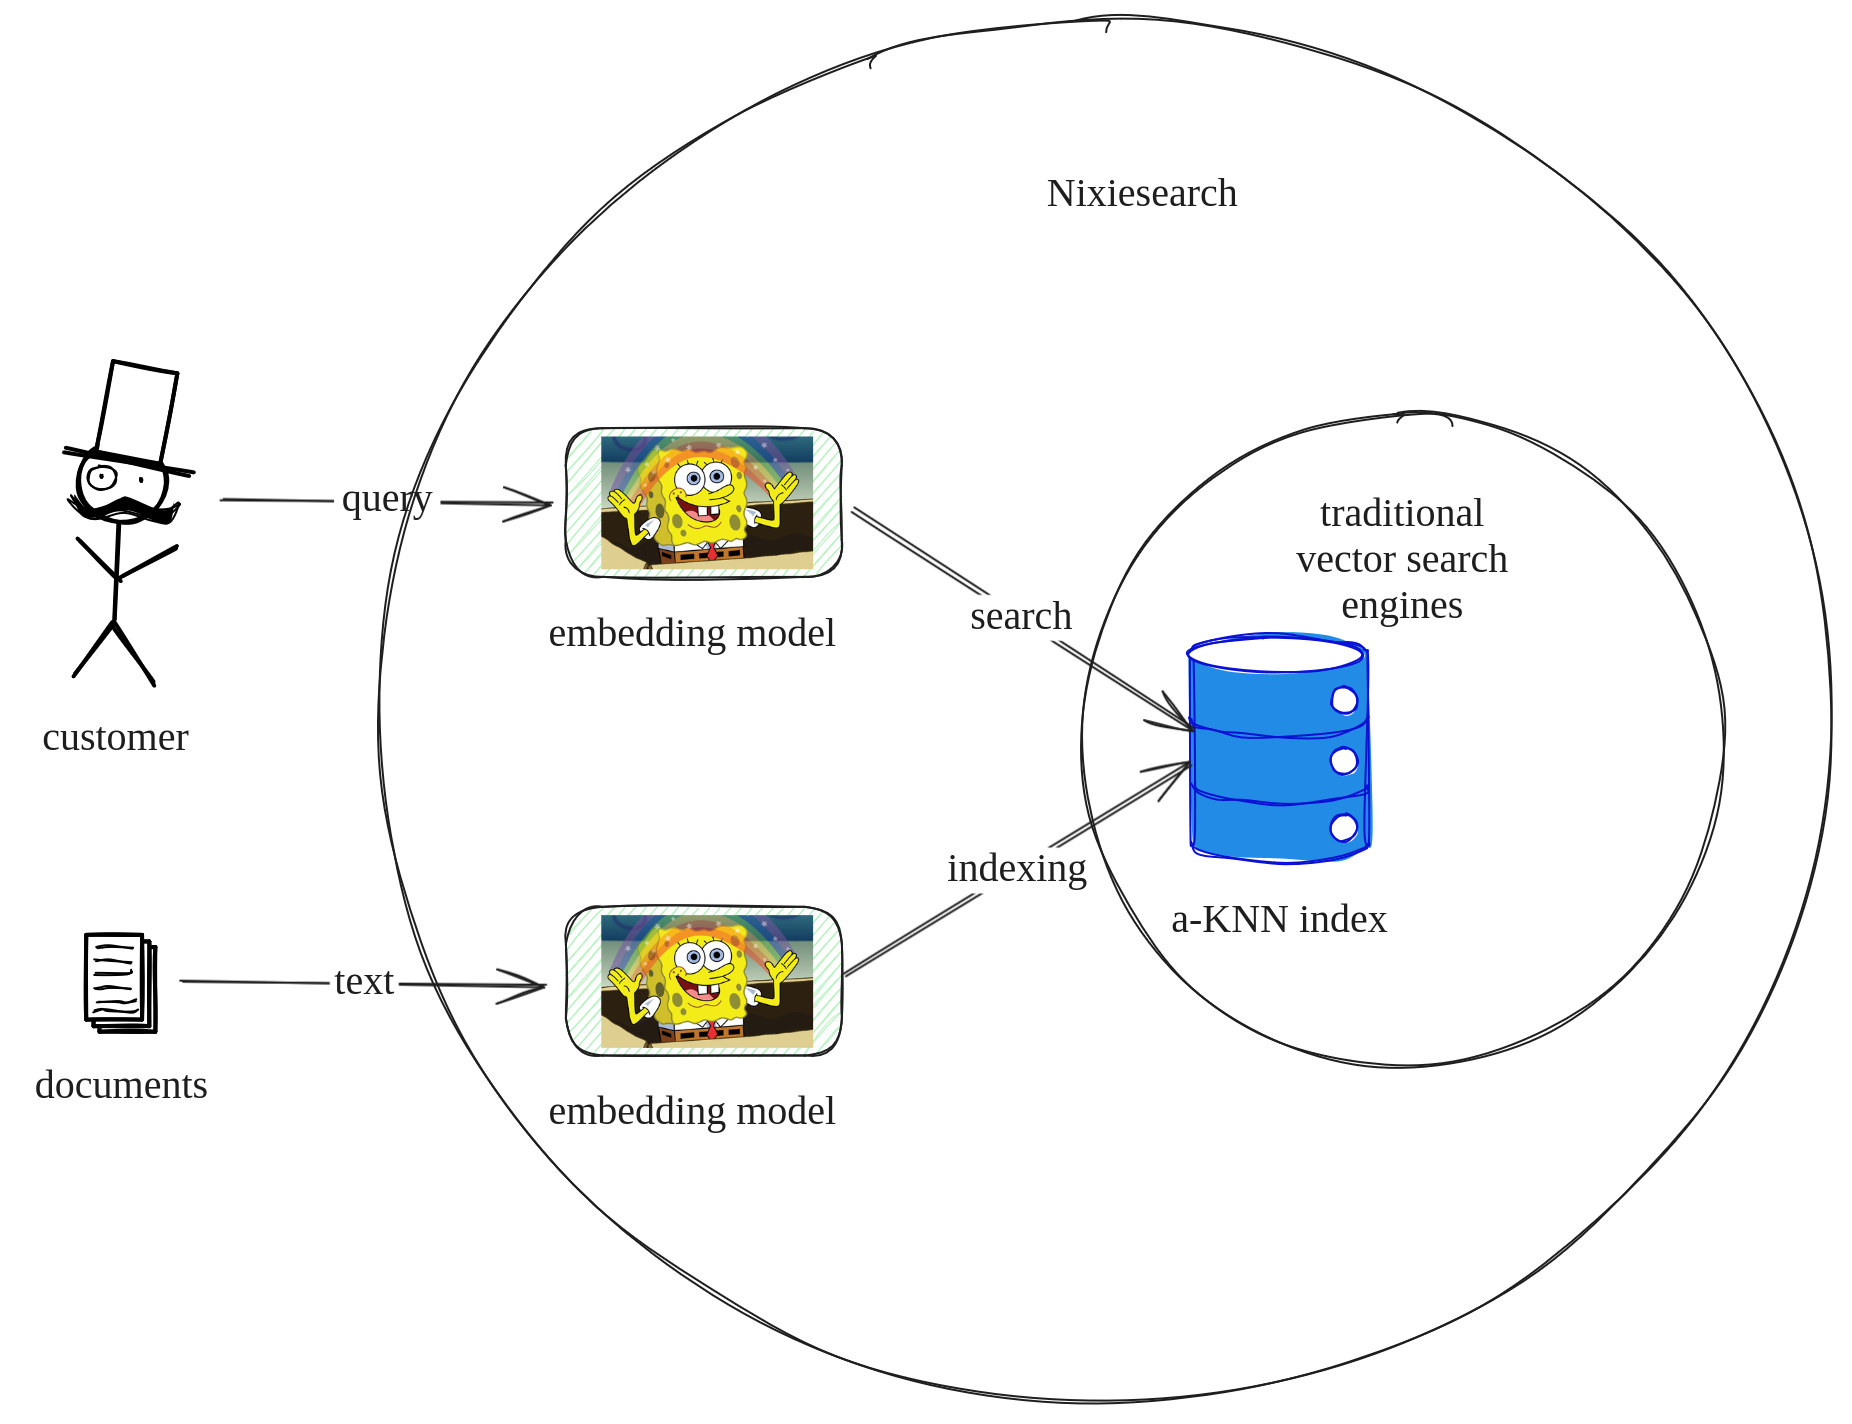 Nixiesearch
query
traditional
vector search
engines
search
embedding model
customer
indexing
a-KNN index
text
documents
embedding model